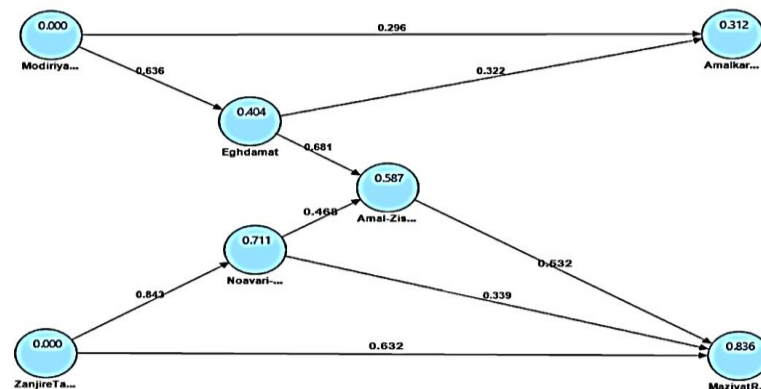 0.000
Modiriya...
0.296
0.312
Amalkar...
0.636
0.322
0.404
Eghdamat
0.681
0.587
Amal-Zis...
0.468
0.711
Noavari-...
0.532
0.843
0.339
0.000
ZanjireTa...
0.632
0.836
MaziyatR...